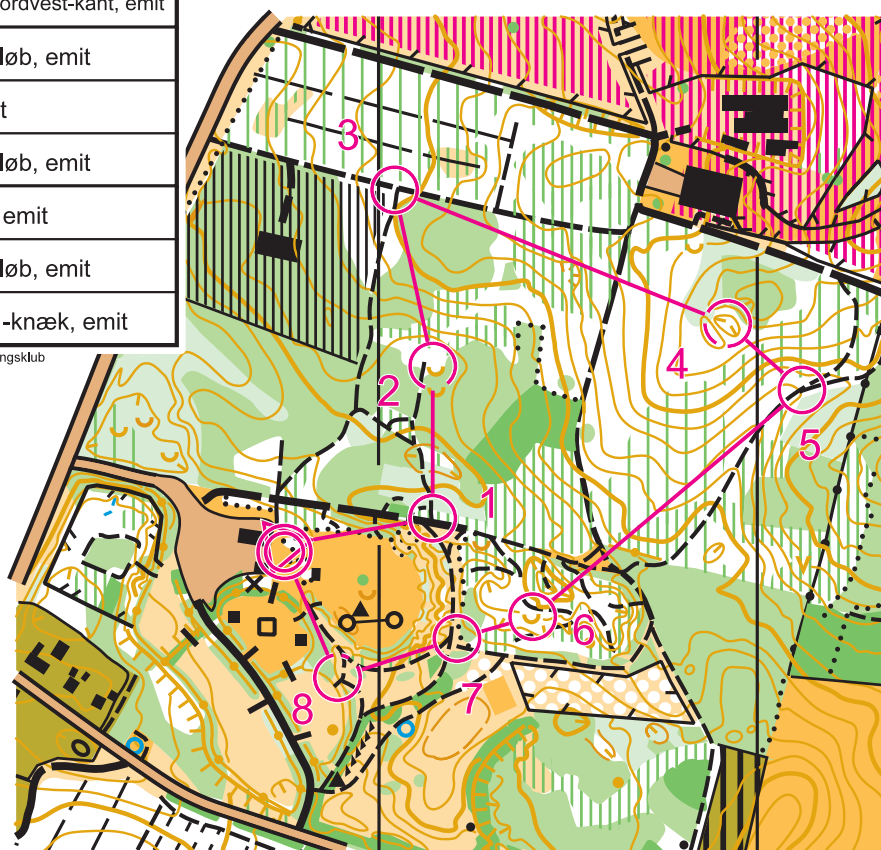 ordvest-kant, emit
løb, emit
t
løb, emit
emit
løb, emit
-knæk, emit
ngsklub
3
4
2
5
1
6
7
8